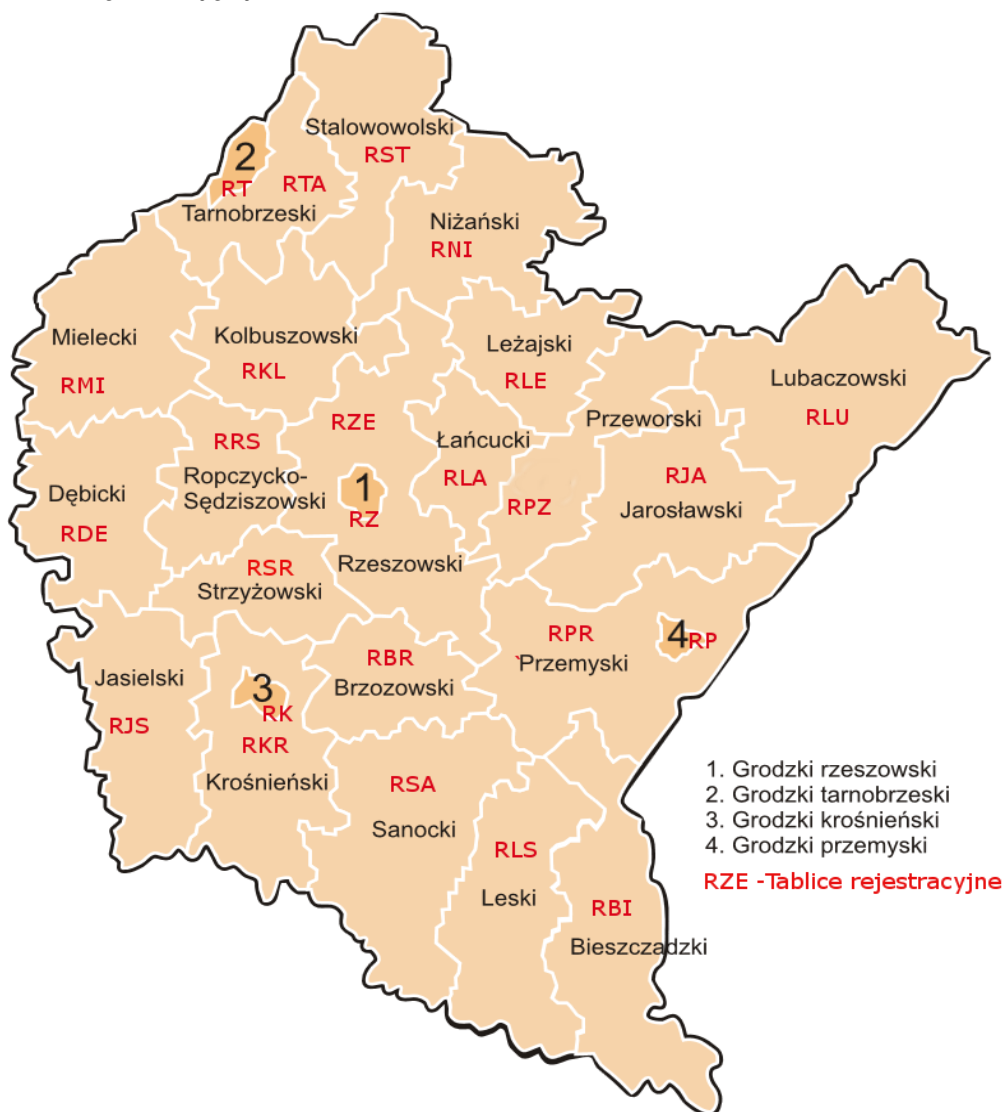 Stalowowolski
RST
2
RT
RTA
Tarnobrzeski
Niżański
RNI
Mielecki
RMI
Kolbuszowski
RKL
Leżajski
RLE
Lubaczowski
RLU
Przeworski
RPZ
RZE
Łańcucki
RLA
RJA
Jarosławski
RRS
Ropczycko-
Sędziszowski
Dębicki
RDE
1
RZ
Rzeszowski
RSR
Strzyżowski
RPR
Przemyski
4
RP
RBR
Brzozowski
Jasielski
RJS
3
RK
RKR
Krośnieński
RSA
Sanocki
RLS
Leski
RBI
Bieszczadzki
1. Grodzki rzeszowski
2. Grodzki tarnobrzeski
3. Grodzki krośnieński
4. Grodzki przemyski
RZE -Tablice rejestracyjne